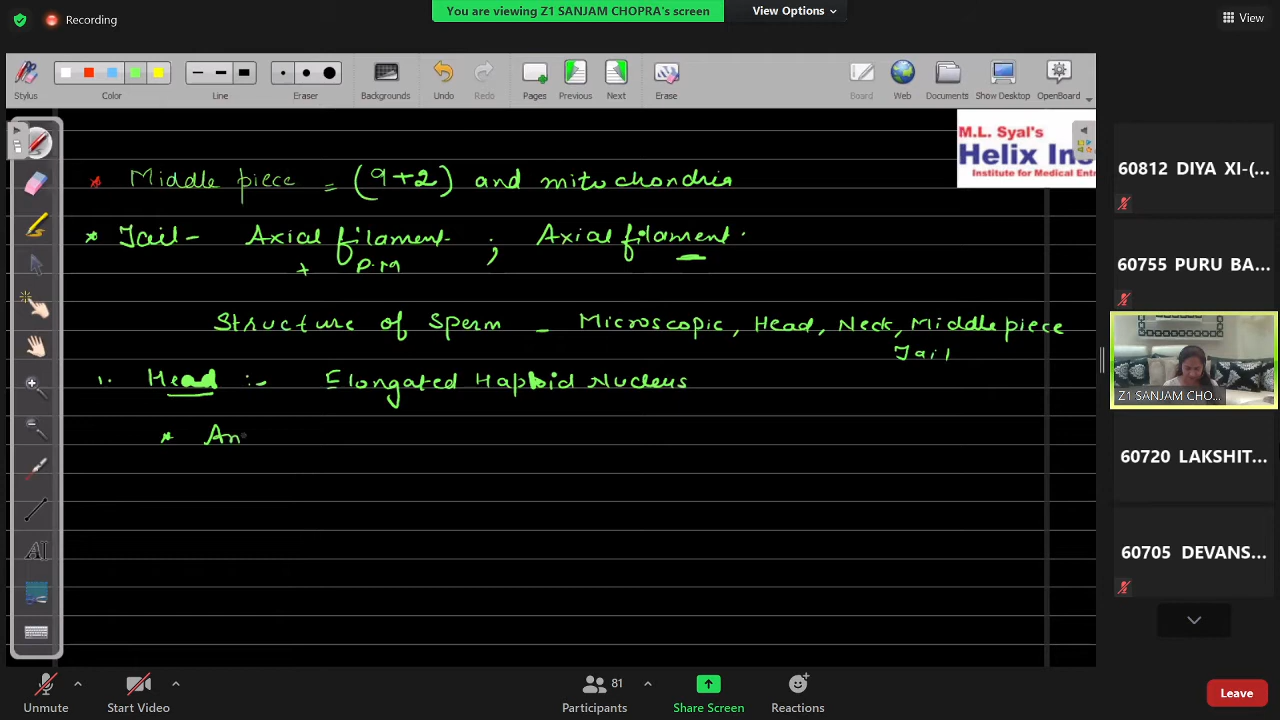 Recording
You are viewing Z1 SANJAM CHOPRA's screen
View Options
View
Stylus
Color
Line
Eraser
Backgrounds
Undo
Redo
Pages
Previous
Next
Erase
Board
Web
Documents
Show Desktop
OpenBoard
M.L. Syal's
Helix Ins
Institute for Medical Entr
* Middle piece = (9+2) and mitochondria
* Tail - Axial filament ; Axial filament.
+ P.M
Structure of Sperm - Microscopic, Head, Neck, Middle piece
Tail
1. Head :- Elongated Haploid Nucleus
* An
60812 DIYA XI-(...
60755 PURU BA...
Z1 SANJAM CHO...
60720 LAKSHIT...
60705 DEVANS...
Unmute
Start Video
81
Participants
Share Screen
Reactions
Leave